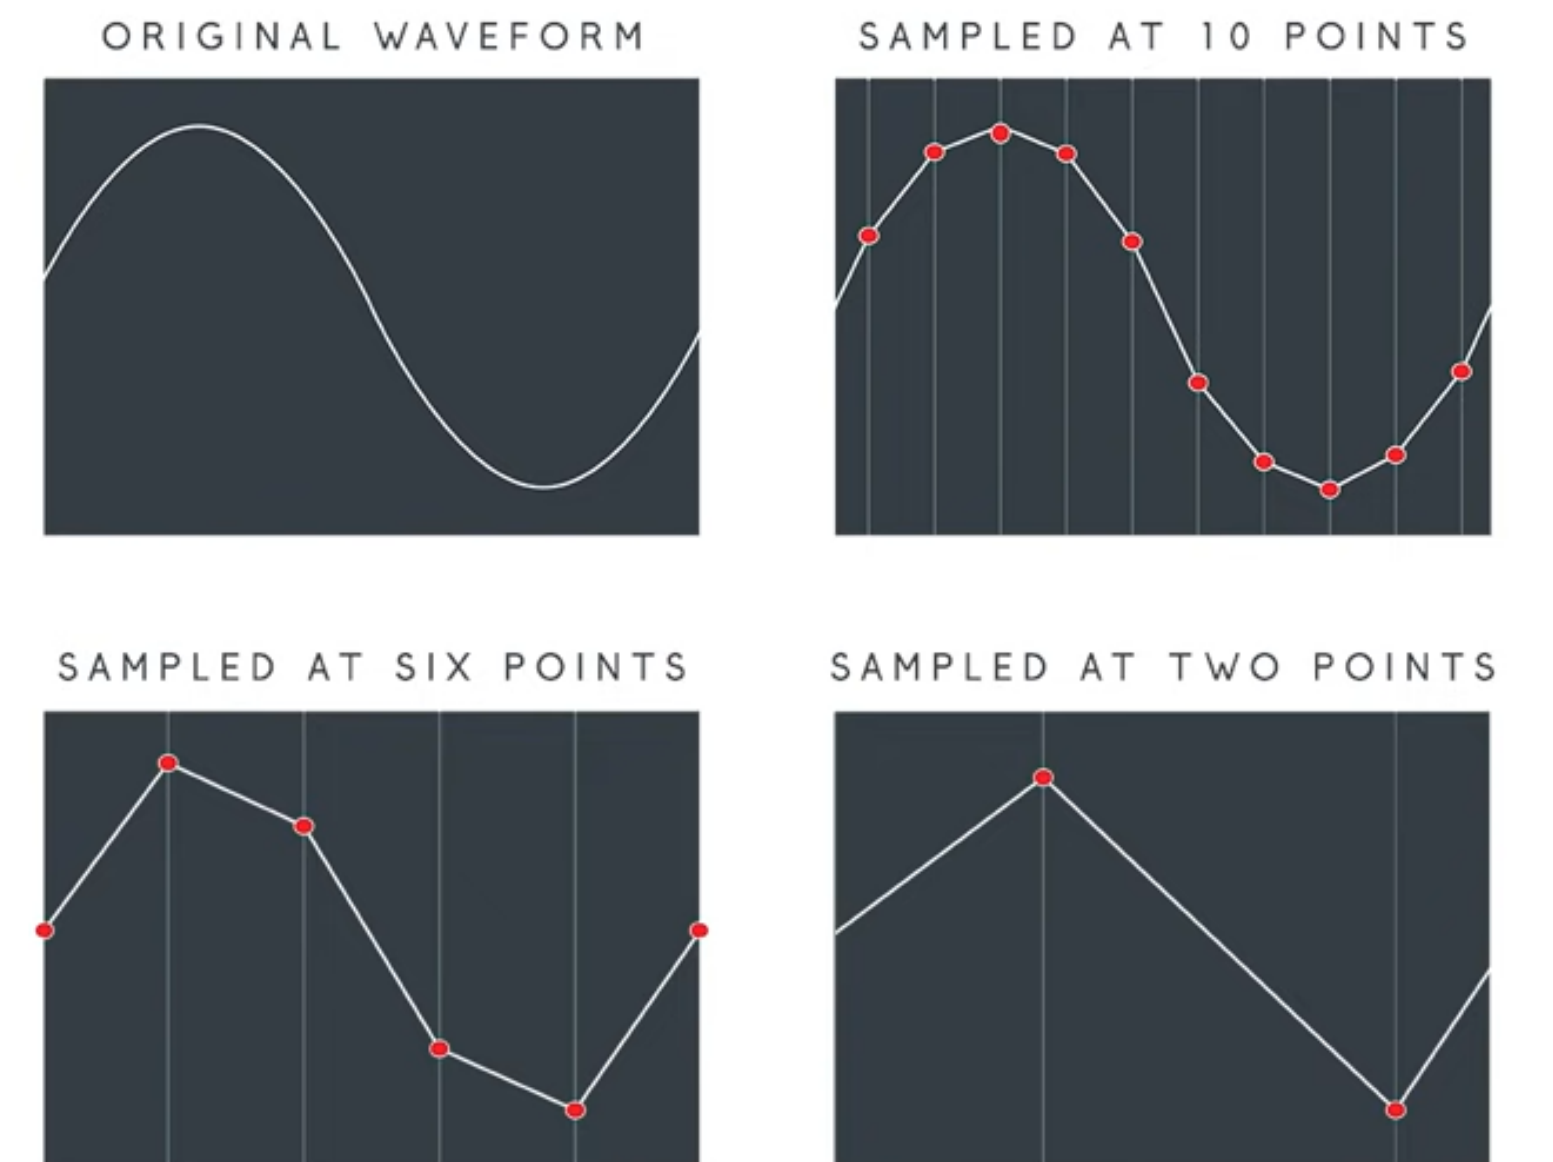 ORIGINAL WAVEFORM
SAMPLED AT 10 POINTS
SAMPLED AT SIX POINTS
SAMPLED AT TWO POINTS